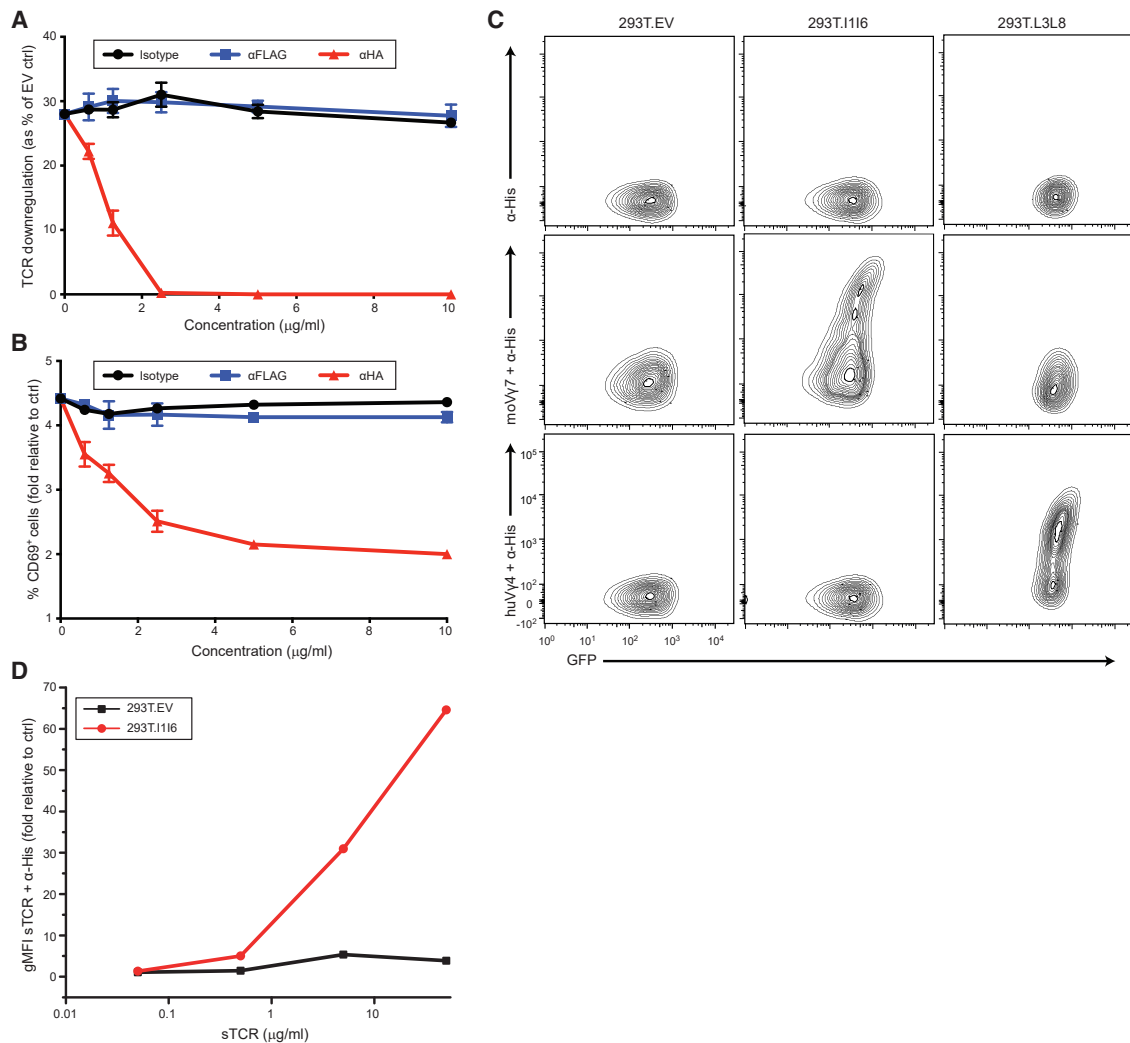 A
Isotype
αFLAG
αHA
TCR downregulation (as % of EV ctrl)
40
30
20
10
0
0
2
4
6
8
10
Concentration (μg/ml)
B
Isotype
αFLAG
αHA
% CD69⁺ cells (fold relative to ctrl)
5
4
3
2
1
0
2
4
6
8
10
Concentration (μg/ml)
C
293T.EV
293T.I1I6
293T.L3L8
α-His
moVγ7 + α-His
huVγ4 + α-His
10⁵
10⁴
10³
10²
0
-10²
10⁰
10¹
10²
10³
10⁴
GFP
D
293T.EV
293T.I1I6
gMFI sTCR + α-His (fold relative to ctrl)
70
60
50
40
30
20
10
0
0.01
0.1
1
10
sTCR (μg/ml)